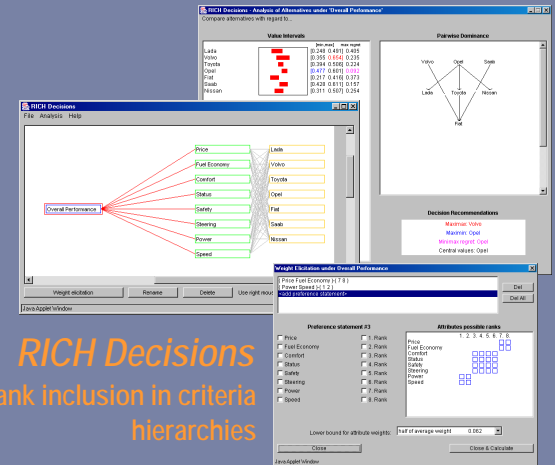 RICH Decisions - Analysis of Alternatives under 'Overall Performance'
Compare alternatives with regard to...
Value Intervals
[min,max] max regret
Lada [0.248 0.491] 0.405
Volvo [0.355 0.654] 0.235
Toyota [0.394 0.506] 0.224
Opel [0.477 0.601]
Fiat [0.217 0.416] 0.373
Saab [0.428 0.611] 0.157
Nissan [0.311 0.507] 0.254
Pairwise Dominance
Volvo Opel Saab
Lada Toyota Nissan
Fiat
Decision Recommendations
Maximax: Volvo
Maximin: Opel
Minimax regret: Opel
Central values: Opel
RICH Decisions
File Analysis Help
Overall Performance
Price
Fuel Economy
Comfort
Status
Safety
Steering
Power
Speed
Lada
Volvo
Toyota
Opel
Fiat
Saab
Nissan
Weight elicitation Rename Delete Use right mous
Java Applet Window
Weight Elicitation under Overall Performance
{ Price Fuel Economy }-{ 7 8 }
{ Power Speed }-{ 1 2 }
<add preference statement>
Del
Del All
Preference statement #3
Price 1. Rank
Fuel Economy 2. Rank
Comfort 3. Rank
Status 4. Rank
Safety 5. Rank
Steering 6. Rank
Power 7. Rank
Speed 8. Rank
Attributes possible ranks
1. 2. 3. 4. 5. 6. 7. 8.
Price
Fuel Economy
Comfort
Status
Safety
Steering
Power
Speed
Lower bound for attribute weights: half of average weight 0.062
Close Close & Calculate
Java Applet Window
RICH Decisions
ank inclusion in criteria
hierarchies